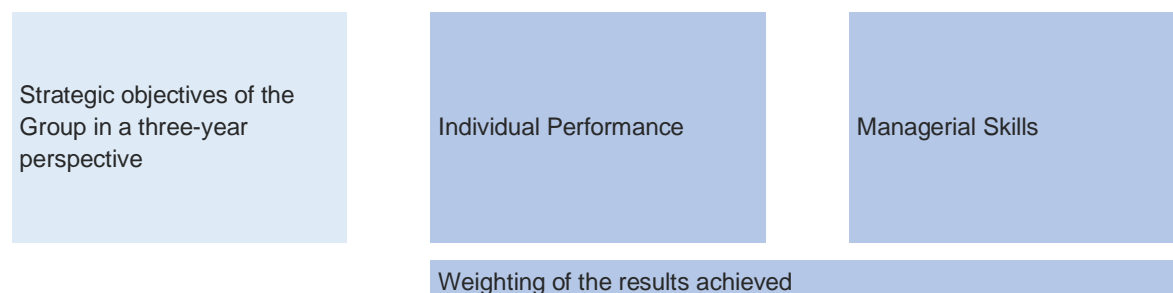 Strategic objectives of the
Group in a three-year
perspective
Individual Performance
Managerial Skills
Weighting of the results achieved